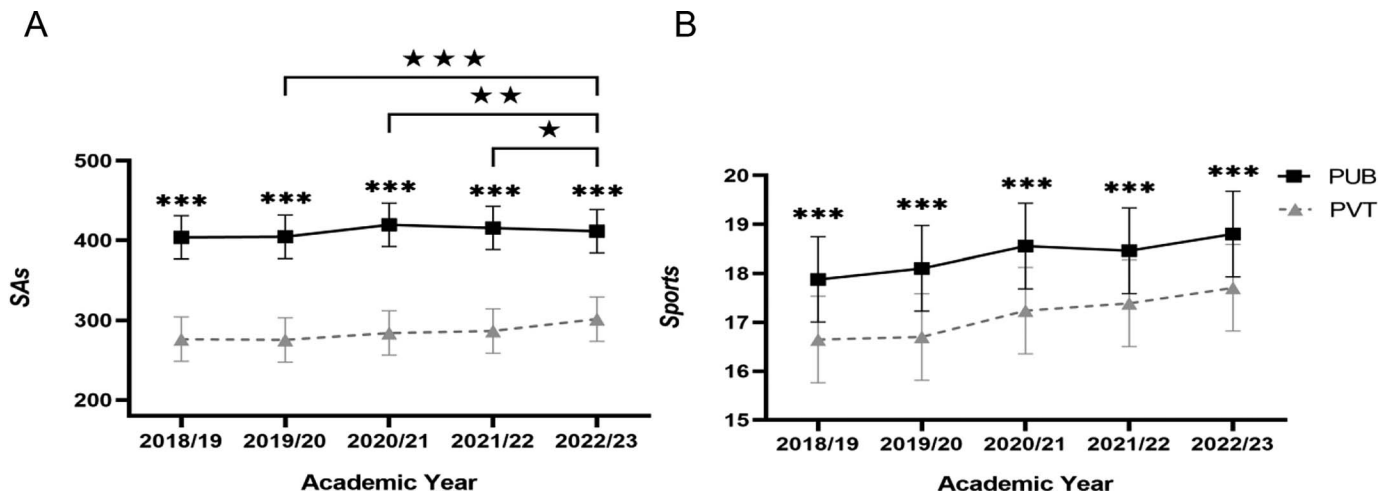 A
★★★
★★
★
500
400
300
200
*** *** *** *** ***
SAs
2018/19 2019/20 2020/21 2021/22 2022/23
Academic Year
B
20
19
18
17
16
15
*** *** *** *** ***
Sports
2018/19 2019/20 2020/21 2021/22 2022/23
Academic Year
PUB
PVT